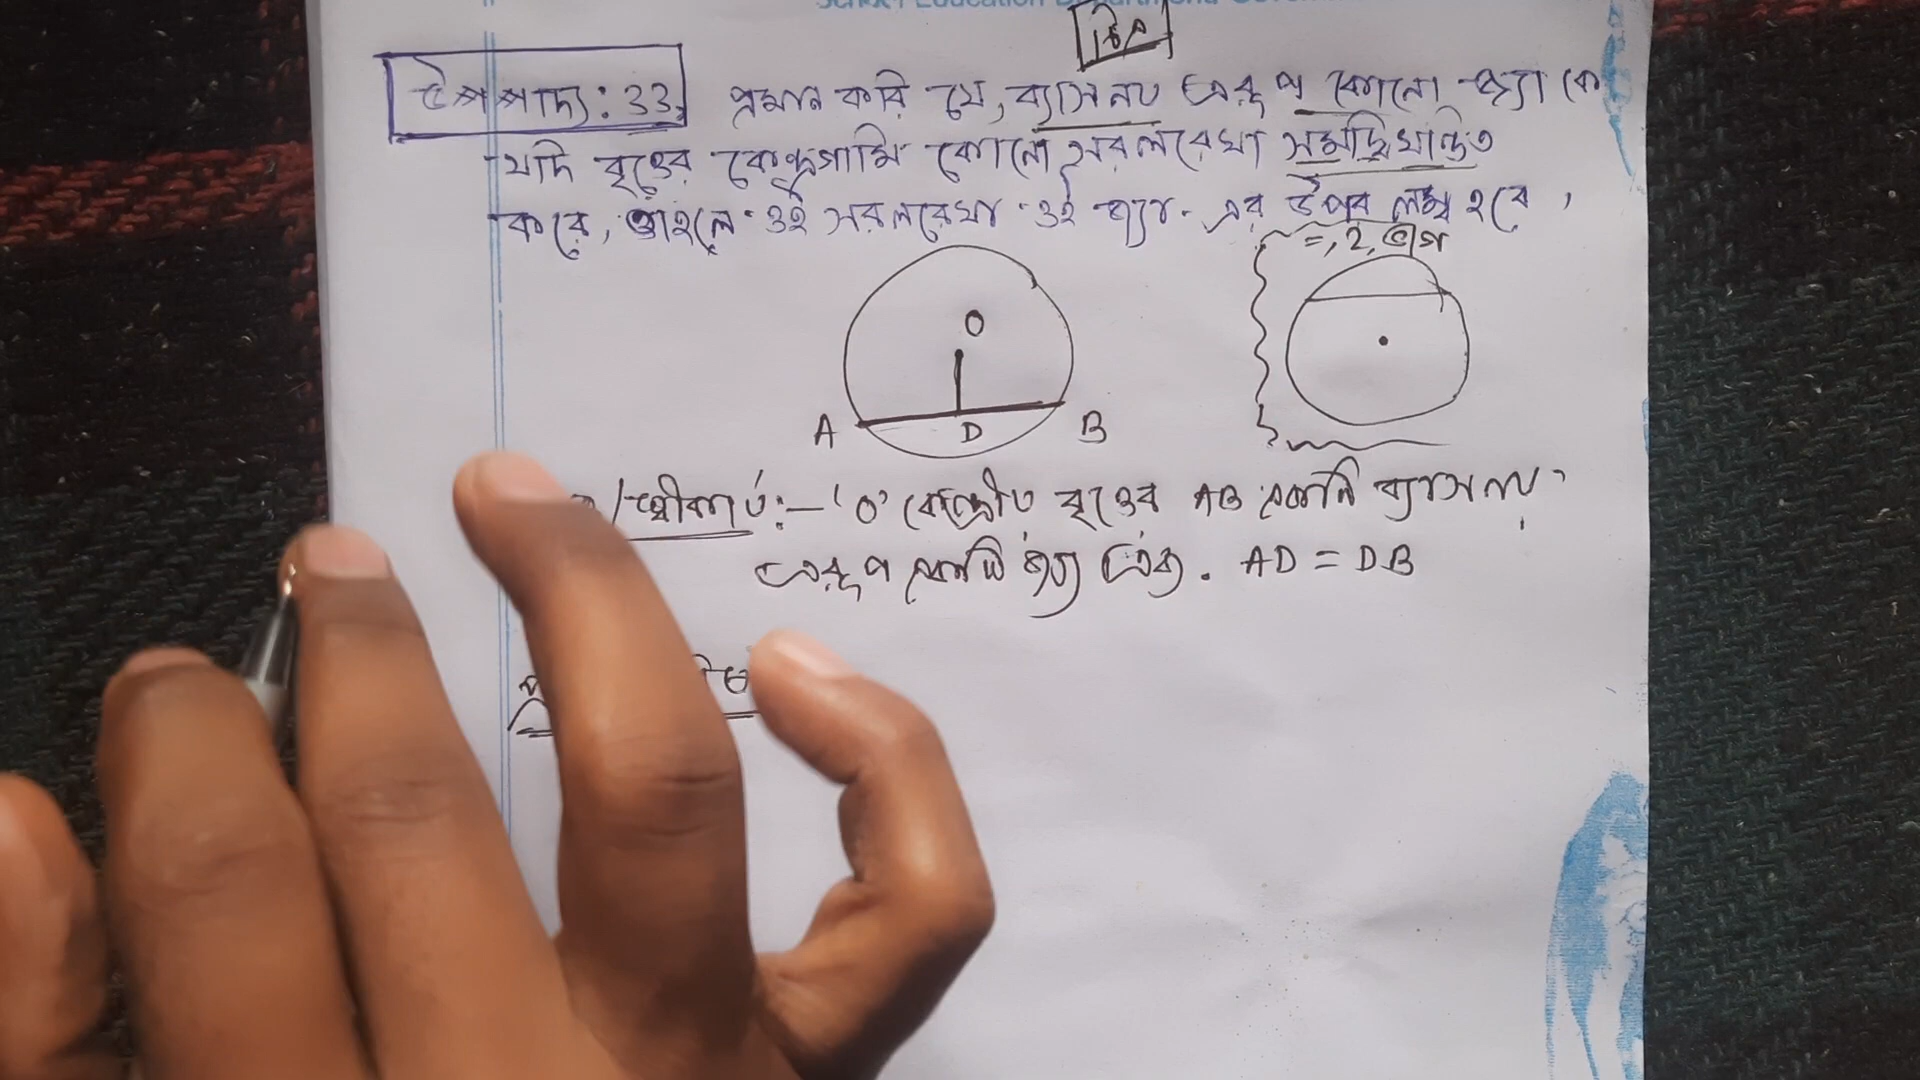 উপপাদ্য: 33, প্রমান করি যে, ব্যাস নয় এরূপ কোনো জ্যা কে
যদি বৃত্তের কেন্দ্রগামি কোনো সরলরেখা সমদ্বিখণ্ডিত
করে, তাহলে ওই সরলরেখা ওই জ্যা এর উপর লম্ব হবে,
=, 2, ভাগ
O
A D B
স্বীকার্য:— 'O' কেন্দ্রীয় বৃত্তের AB একটি ব্যাস নয়
এরূপ একটি জ্যা এবং AD = DB